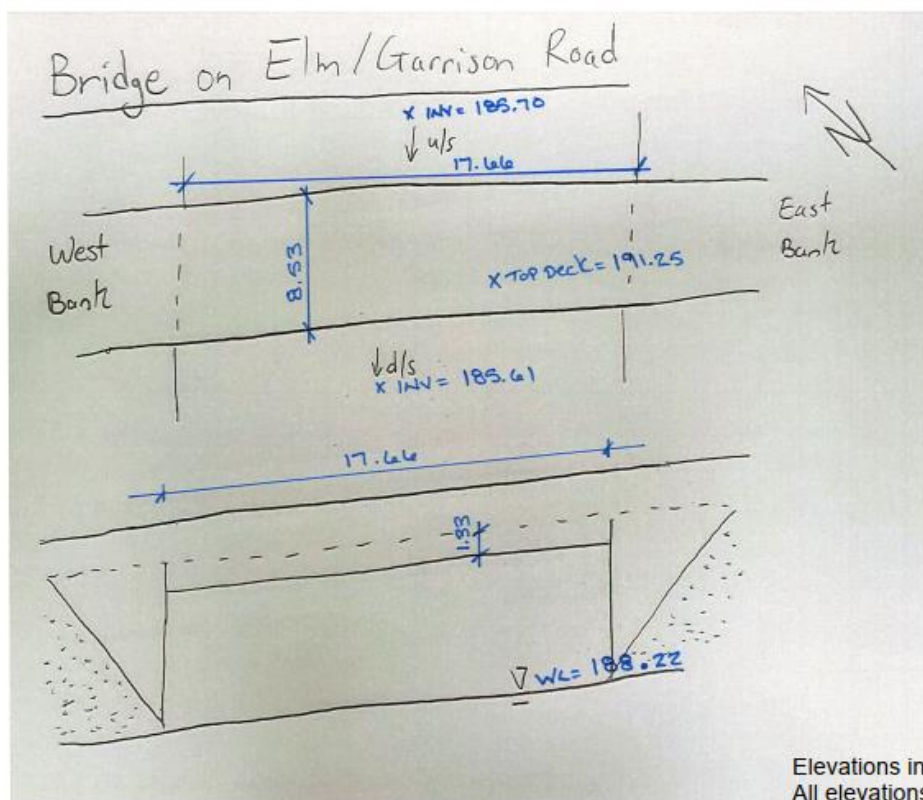 Bridge on Elm/Garrison Road
x INV= 185.70
u/s
17.66
West
Bank
8.53
x TOP DECK = 191.25
East
Bank
d/s
x INV= 185.61
17.66
1.33
WL= 188.22
Elevations in
All elevations